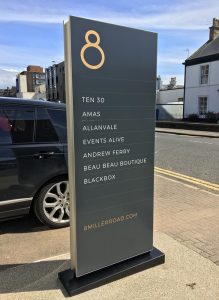 8
TEN 30
AMAS
ALLANVALE
EVENTS ALIVE
ANDREW FERRY
BEAU BEAU BOUTIQUE
BLACKBOX
8MILLERROAD.COM